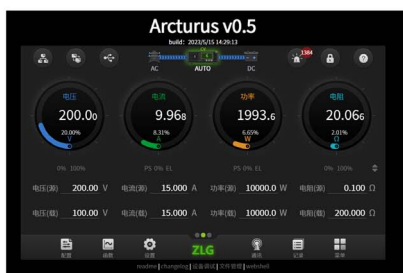 Arcturus v0.5
build: 2023/5/15 14:29:13
1384
AC AUTO DC
电压 电流 功率 电阻
200.00 9.968 1993.6 20.066
20.00% 8.31% 6.65% 2.01%
V A W Ω
0% 100% PS 0% EL PS 0% EL 0% 100%
电压(源) 200.00 V 电流(源) 15.000 A 功率(源) 10000.0 W 电阻(源) 0.100 Ω
电压(载) 100.00 V 电流(载) 15.000 A 功率(载) 10000.0 W 电阻(载) 200.000 Ω
配置 函数 设置 ZLG 通讯 记录 菜单
readme | changelog | 设备调试 | 文件管理 | webshell